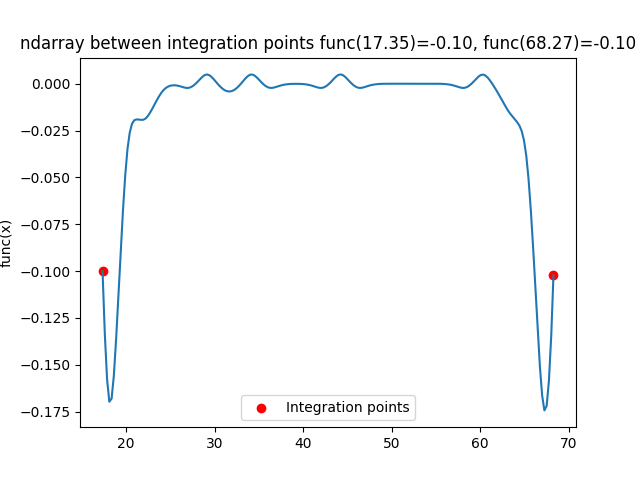 ndarray between integration points func(17.35)=-0.10, func(68.27)=-0.10
func(x)
0.000
−0.025
−0.050
−0.075
−0.100
−0.125
−0.150
−0.175
Integration points
20 30 40 50 60 70